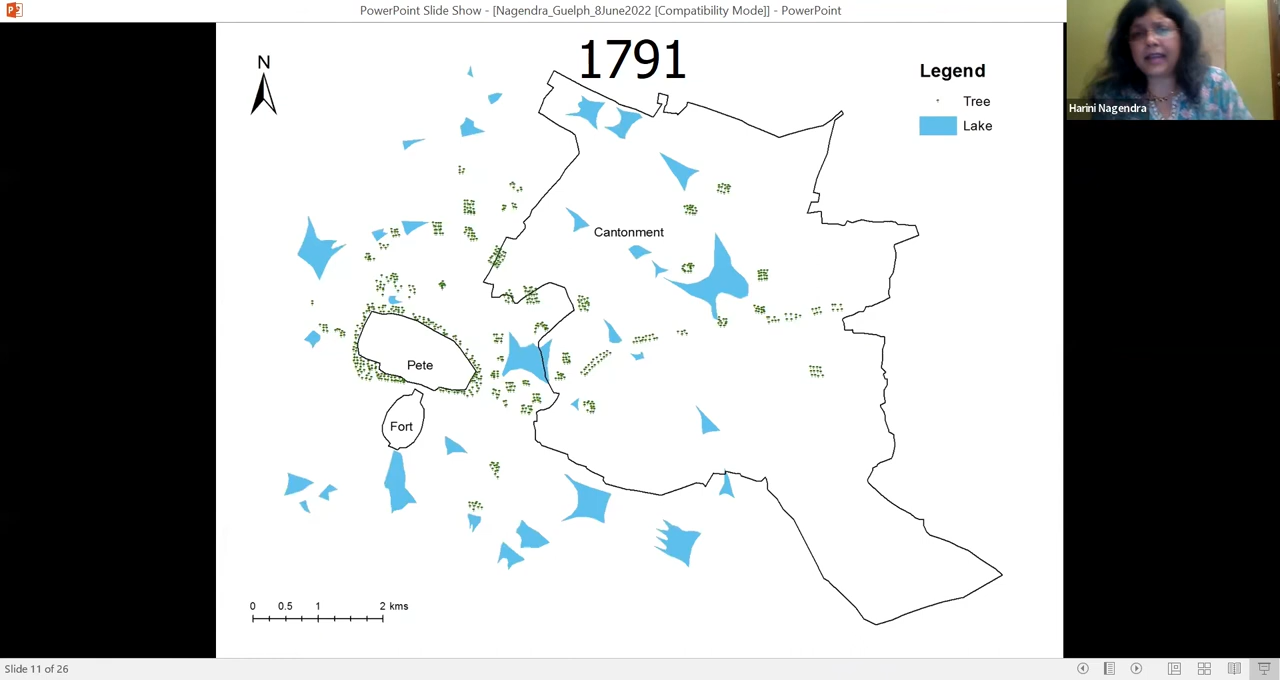 PowerPoint Slide Show - [Nagendra_Guelph_8June2022 [Compatibility Mode]] - PowerPoint
Harini Nagendra
1791
N
Legend
Tree
Lake
Cantonment
Pete
Fort
0 0.5 1 2 kms
Slide 11 of 26